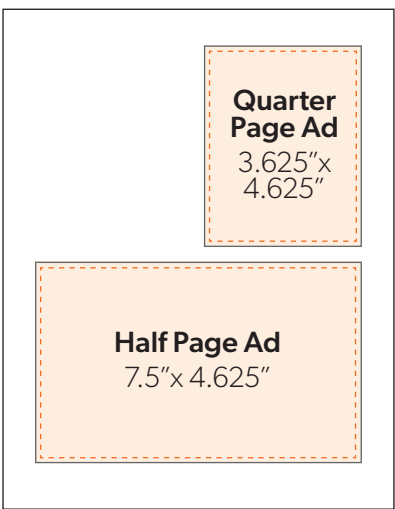 Quarter
Page Ad
3.625”x
4.625”
Half Page Ad
7.5”x 4.625”